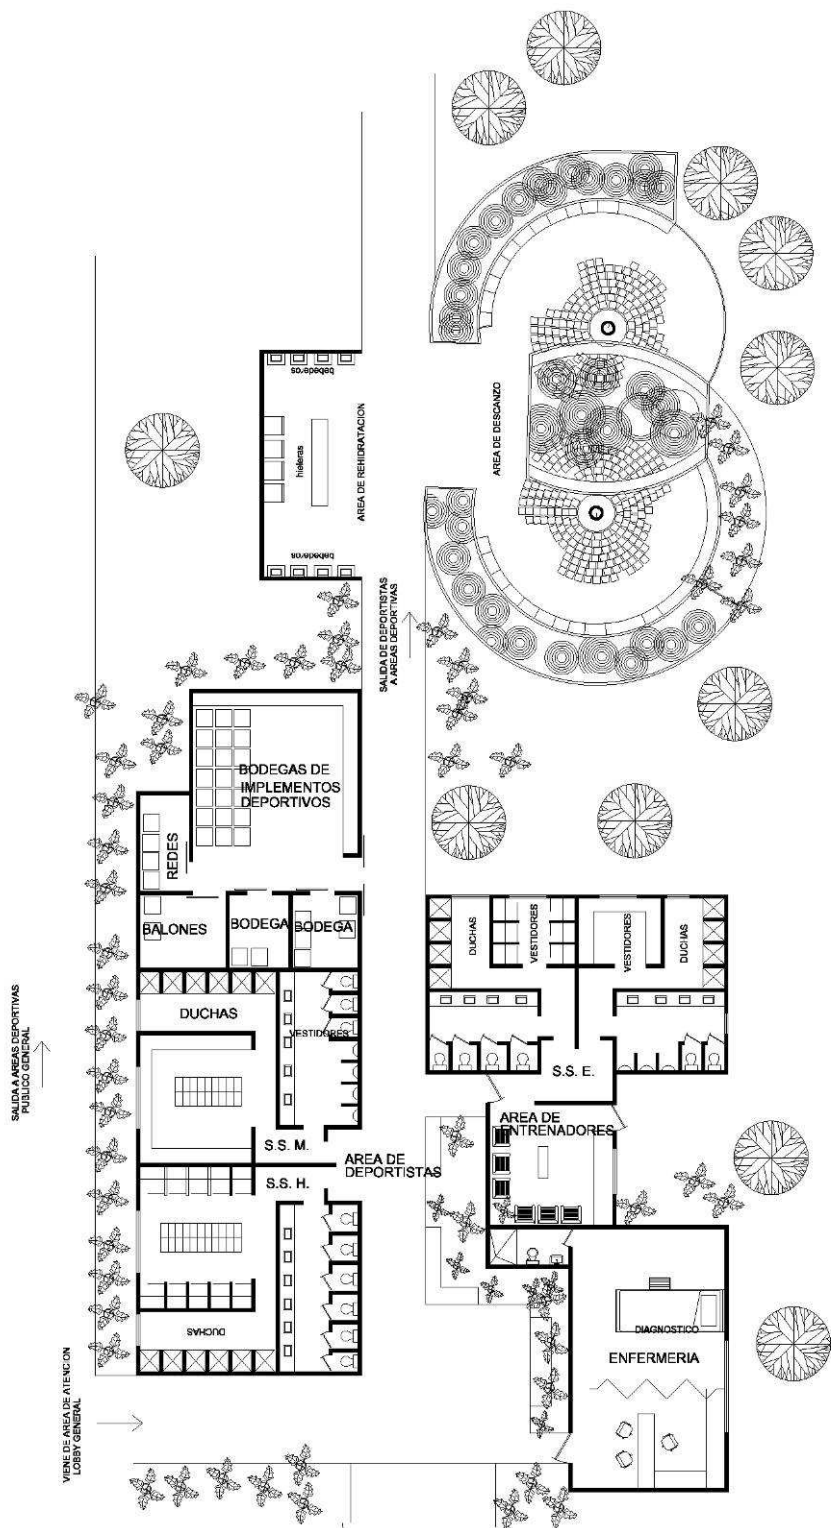 bebederos
hieleras
AREA DE REHIDRATACION
bebederos
AREA DE DESCANZO
SALIDA DE DEPORTISTAS
A AREAS DEPORTIVAS
BODEGAS DE
IMPLEMENTOS
DEPORTIVOS
REDES
BALONES
BODEGA
BODEGA
DUCHAS
VESTIDORES
VESTIDORES
DUCHAS
DUCHAS
VESTIDORES
SALIDA A AREAS DEPORTIVAS
PUBLICO GENERAL
S.S. E.
AREA DE
ENTRENADORES
S.S. M.
AREA DE
DEPORTISTAS
S.S. H.
DUCHAS
DIAGNOSTICO
ENFERMERIA
VIENE DE AREA DE ATENCION
LOBBY GENERAL